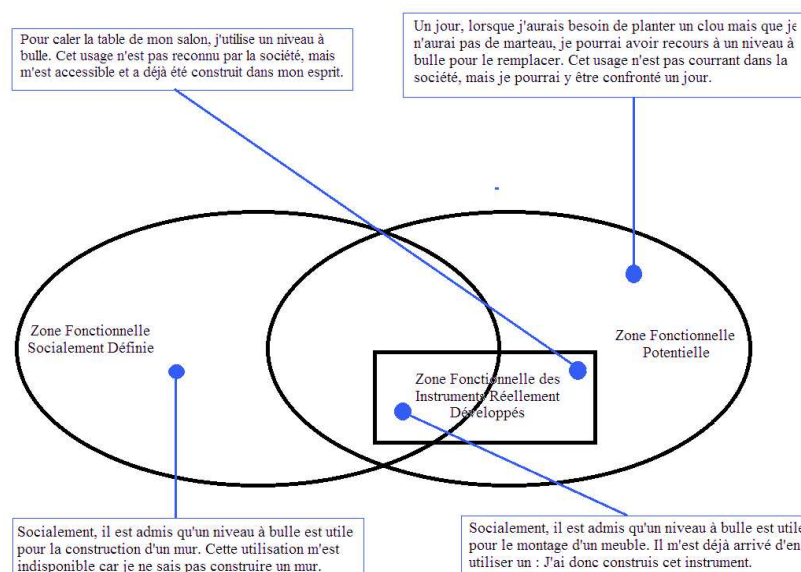 Pour caler la table de mon salon, j'utilise un niveau à
bulle. Cet usage n'est pas reconnu par la société, mais
m'est accessible et a déjà été construit dans mon esprit.
Un jour, lorsque j'aurais besoin de planter un clou mais que je
n'aurai pas de marteau, je pourrai avoir recours à un niveau à
bulle pour le remplacer. Cet usage n'est pas courrant dans la
société, mais je pourrai y être confronté un jour.
Zone Fonctionnelle
Socialement Définie
Zone Fonctionnelle
Potentielle
Zone Fonctionnelle des
Instruments Réellement
Développés
Socialement, il est admis qu'un niveau à bulle est utile
pour la construction d'un mur. Cette utilisation m'est
indisponible car je ne sais pas construire un mur.
Socialement, il est admis qu'un niveau à bulle est utile
pour le montage d'un meuble. Il m'est déjà arrivé d'en
utiliser un : J'ai donc construis cet instrument.